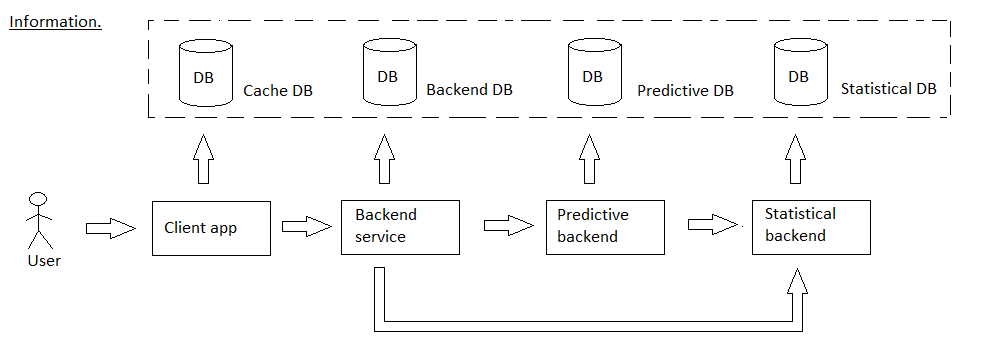 Information.
DB
Cache DB
DB
Backend DB
DB
Predictive DB
DB
Statistical DB
User
Client app
Backend
service
Predictive
backend
Statistical
backend